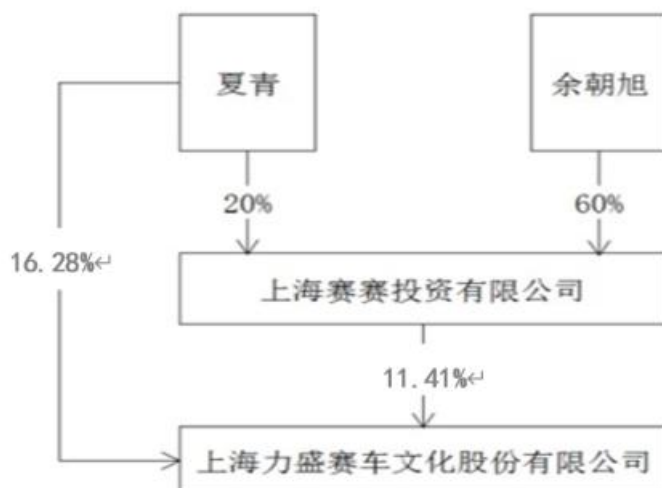 夏青
余朝旭
20%
60%
16.28%↵
上海赛赛投资有限公司
11.41%↵
上海力盛赛车文化股份有限公司